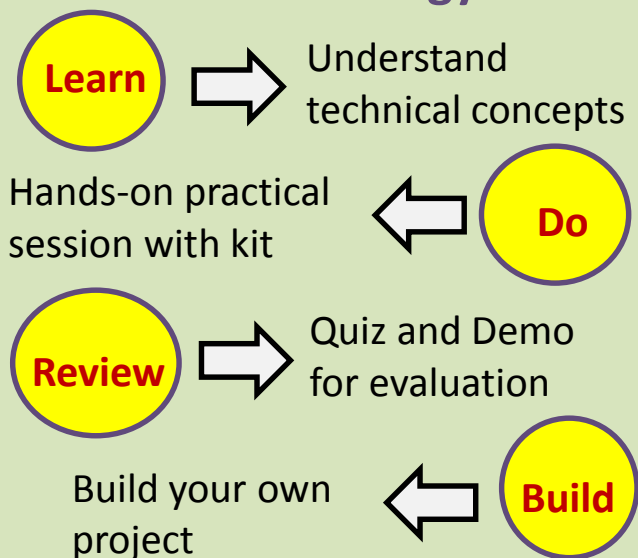 Learn
Understand
technical concepts
Hands-on practical
session with kit
Do
Review
Quiz and Demo
for evaluation
Build your own
project
Build